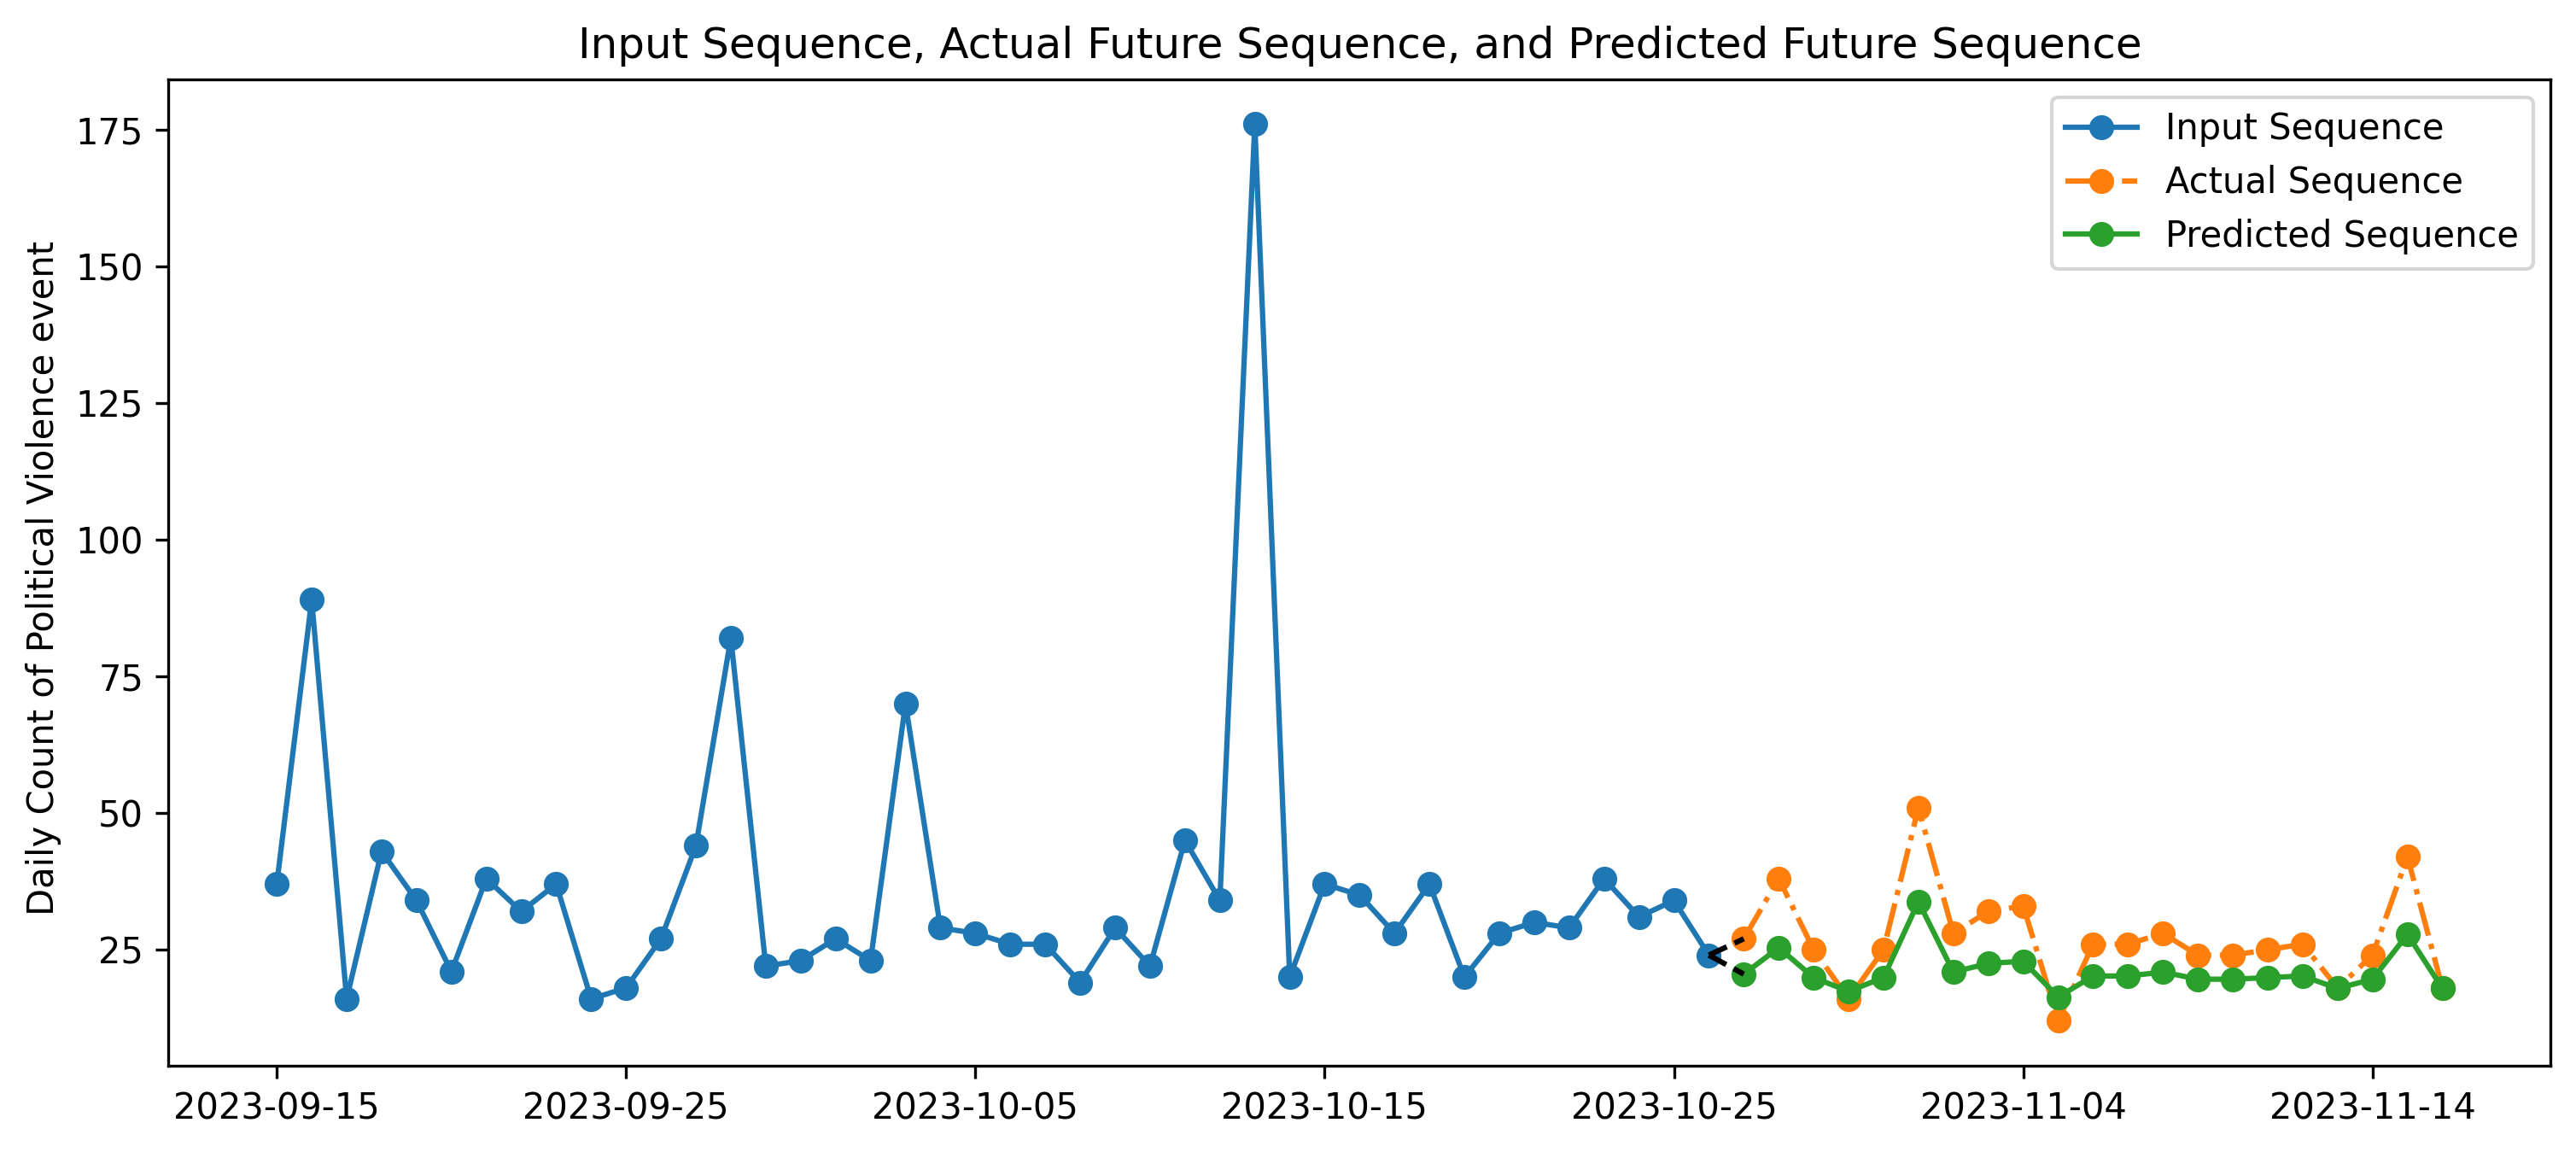 Input Sequence, Actual Future Sequence, and Predicted Future Sequence
Daily Count of Political Violence event
175
150
125
100
75
50
25
Input Sequence
Actual Sequence
Predicted Sequence
2023-09-15
2023-09-25
2023-10-05
2023-10-15
2023-10-25
2023-11-04
2023-11-14